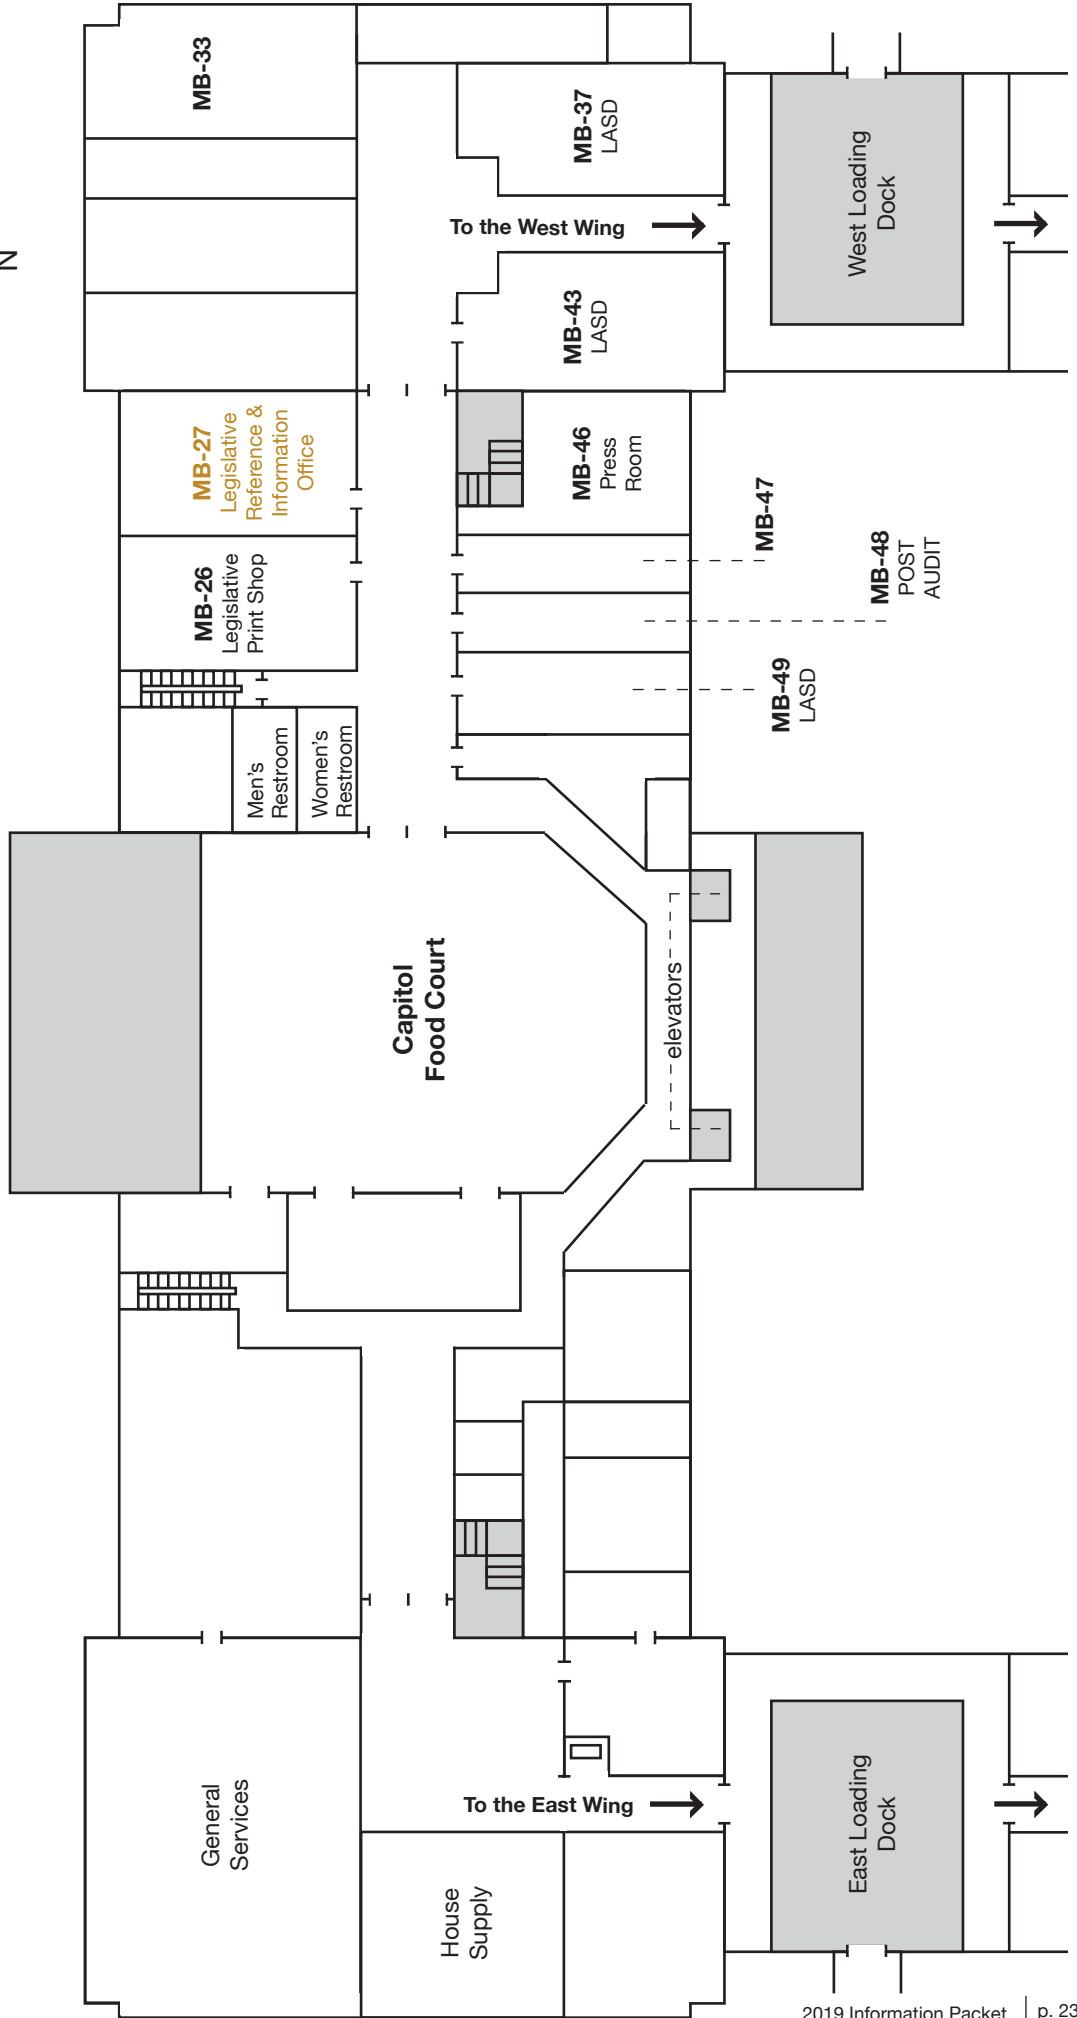 N
MB-33
MB-37
LASD
West Loading
Dock
To the West Wing
MB-43
LASD
MB-27
Legislative
Reference &
Information
Office
MB-46
Press
Room
MB-47
MB-48
POST
AUDIT
MB-26
Legislative
Print Shop
MB-49
LASD
Men's
Restroom
Women's
Restroom
Capitol
Food Court
elevators
General
Services
To the East Wing
East Loading
Dock
House
Supply
2019 Information Packet
p. 23